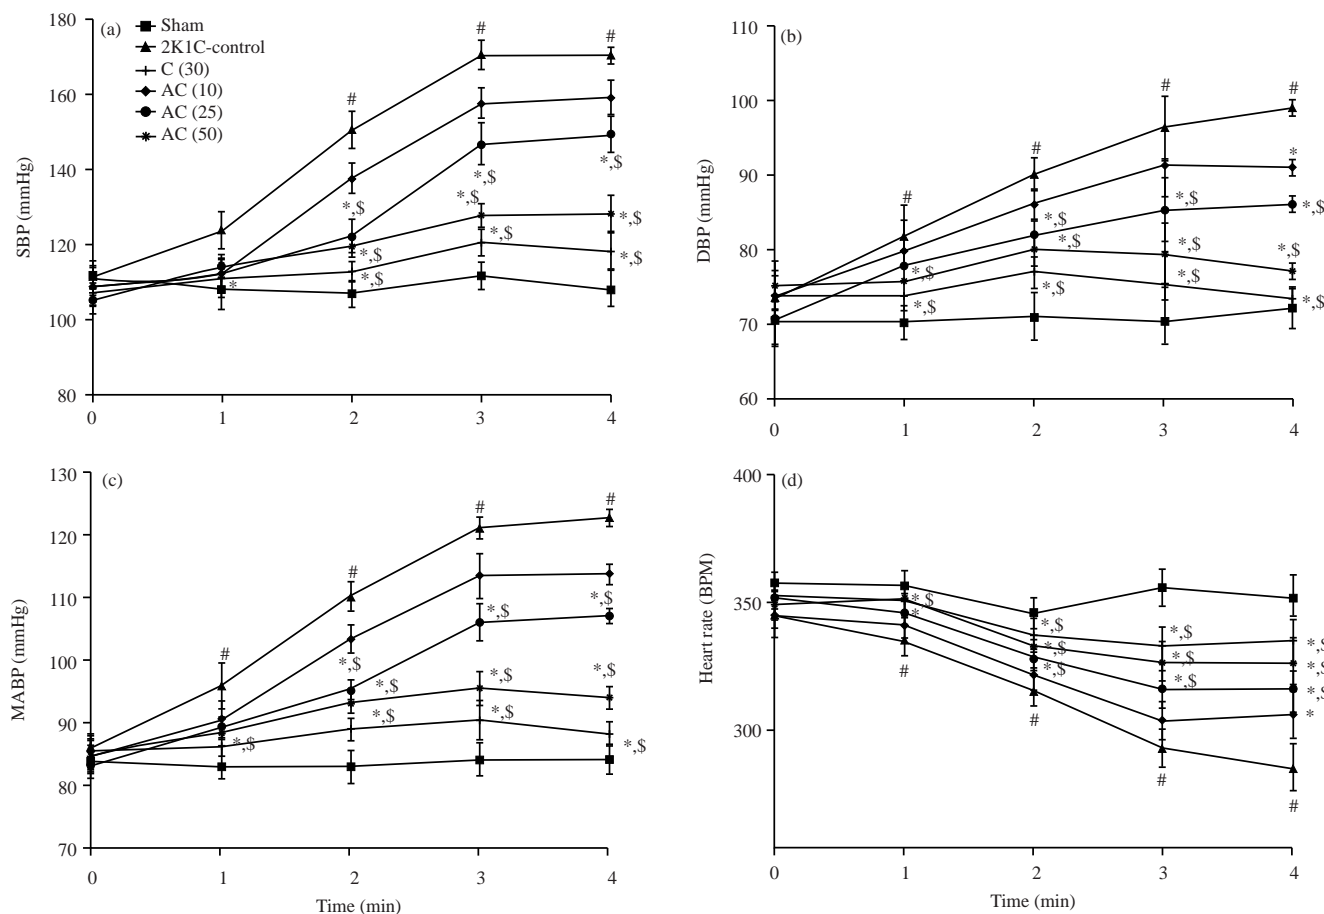 (a)
Sham
2K1C-control
C (30)
AC (10)
AC (25)
AC (50)
SBP (mmHg)
180
160
140
120
100
80
0 1 2 3 4
# # #
*,$ *,$ *,$ *,$
*,$ *,$ *,$
*,$ *,$
*
(b)
DBP (mmHg)
110
100
90
80
70
60
0 1 2 3 4
# # # #
*
*,$ *,$ *,$
*,$ *,$ *,$ *,$
*,$ *,$ *,$ *,$
(c)
MABP (mmHg)
130
120
110
100
90
80
70
0 1 2 3 4
Time (min)
# # # #
*,$ *,$
*,$ *,$ *,$ *,$
*,$ *,$ *,$ *,$
(d)
Heart rate (BPM)
400
350
300
0 1 2 3 4
Time (min)
*,$ *,$ *,$ *,$
* *,$ *,$ *,$
*,$ *,$ *,$
*
# # # #